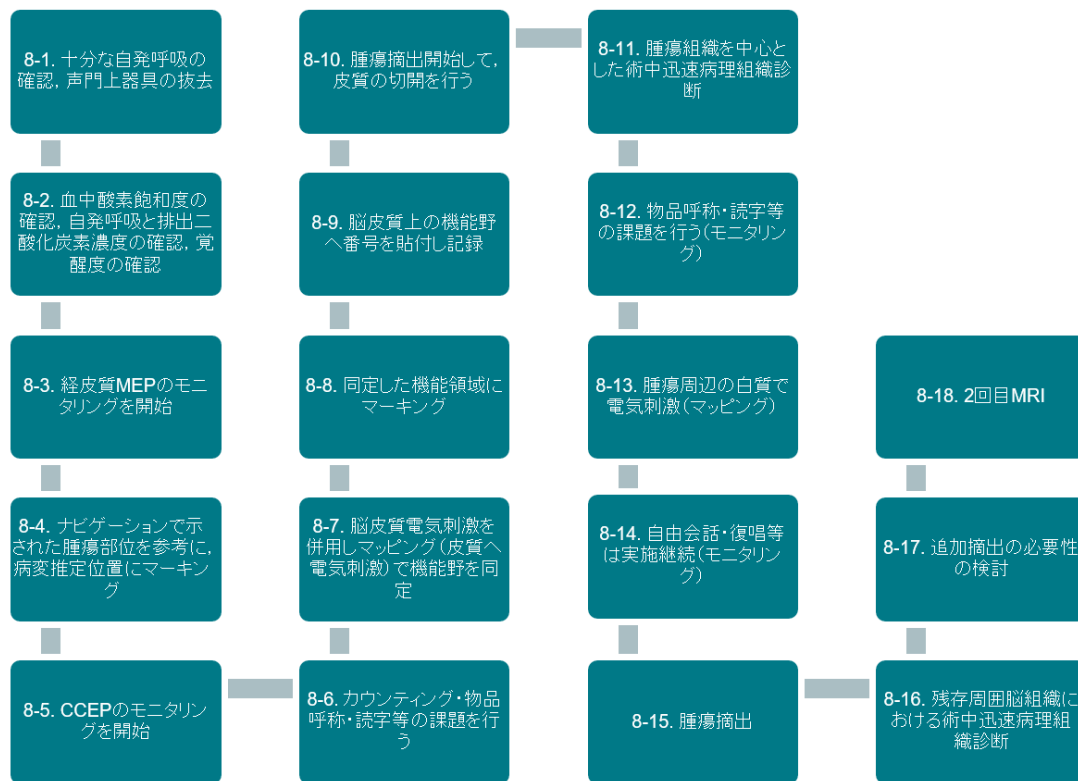 8-1. 十分な自発呼吸の
確認, 声門上器具の抜去
8-2. 血中酸素飽和度の
確認, 自発呼吸と排出二
酸化炭素濃度の確認, 覚
醒度の確認
8-3. 経皮質MEPのモニ
タリングを開始
8-4. ナビゲーションで示
された腫瘍部位を参考に,
病変推定位置にマーキン
グ
8-5. CCEPのモニタリン
グを開始
8-6. カウンティング・物品
呼称・読字等の課題を行
う
8-7. 脳皮質電気刺激を
併用しマッピング(皮質へ
電気刺激)で機能野を同
定
8-8. 同定した機能領域に
マーキング
8-9. 脳皮質上の機能野
へ番号を貼付し記録
8-10. 腫瘍摘出開始して,
皮質の切開を行う
8-11. 腫瘍組織を中心と
した術中迅速病理組織診
断
8-12. 物品呼称・読字等
の課題を行う(モニタリン
グ)
8-13. 腫瘍周辺の白質で
電気刺激(マッピング)
8-14. 自由会話・復唱等
は実施継続(モニタリン
グ)
8-15. 腫瘍摘出
8-16. 残存周囲脳組織に
おける術中迅速病理組
織診断
8-17. 追加摘出の必要性
の検討
8-18. 2回目MRI